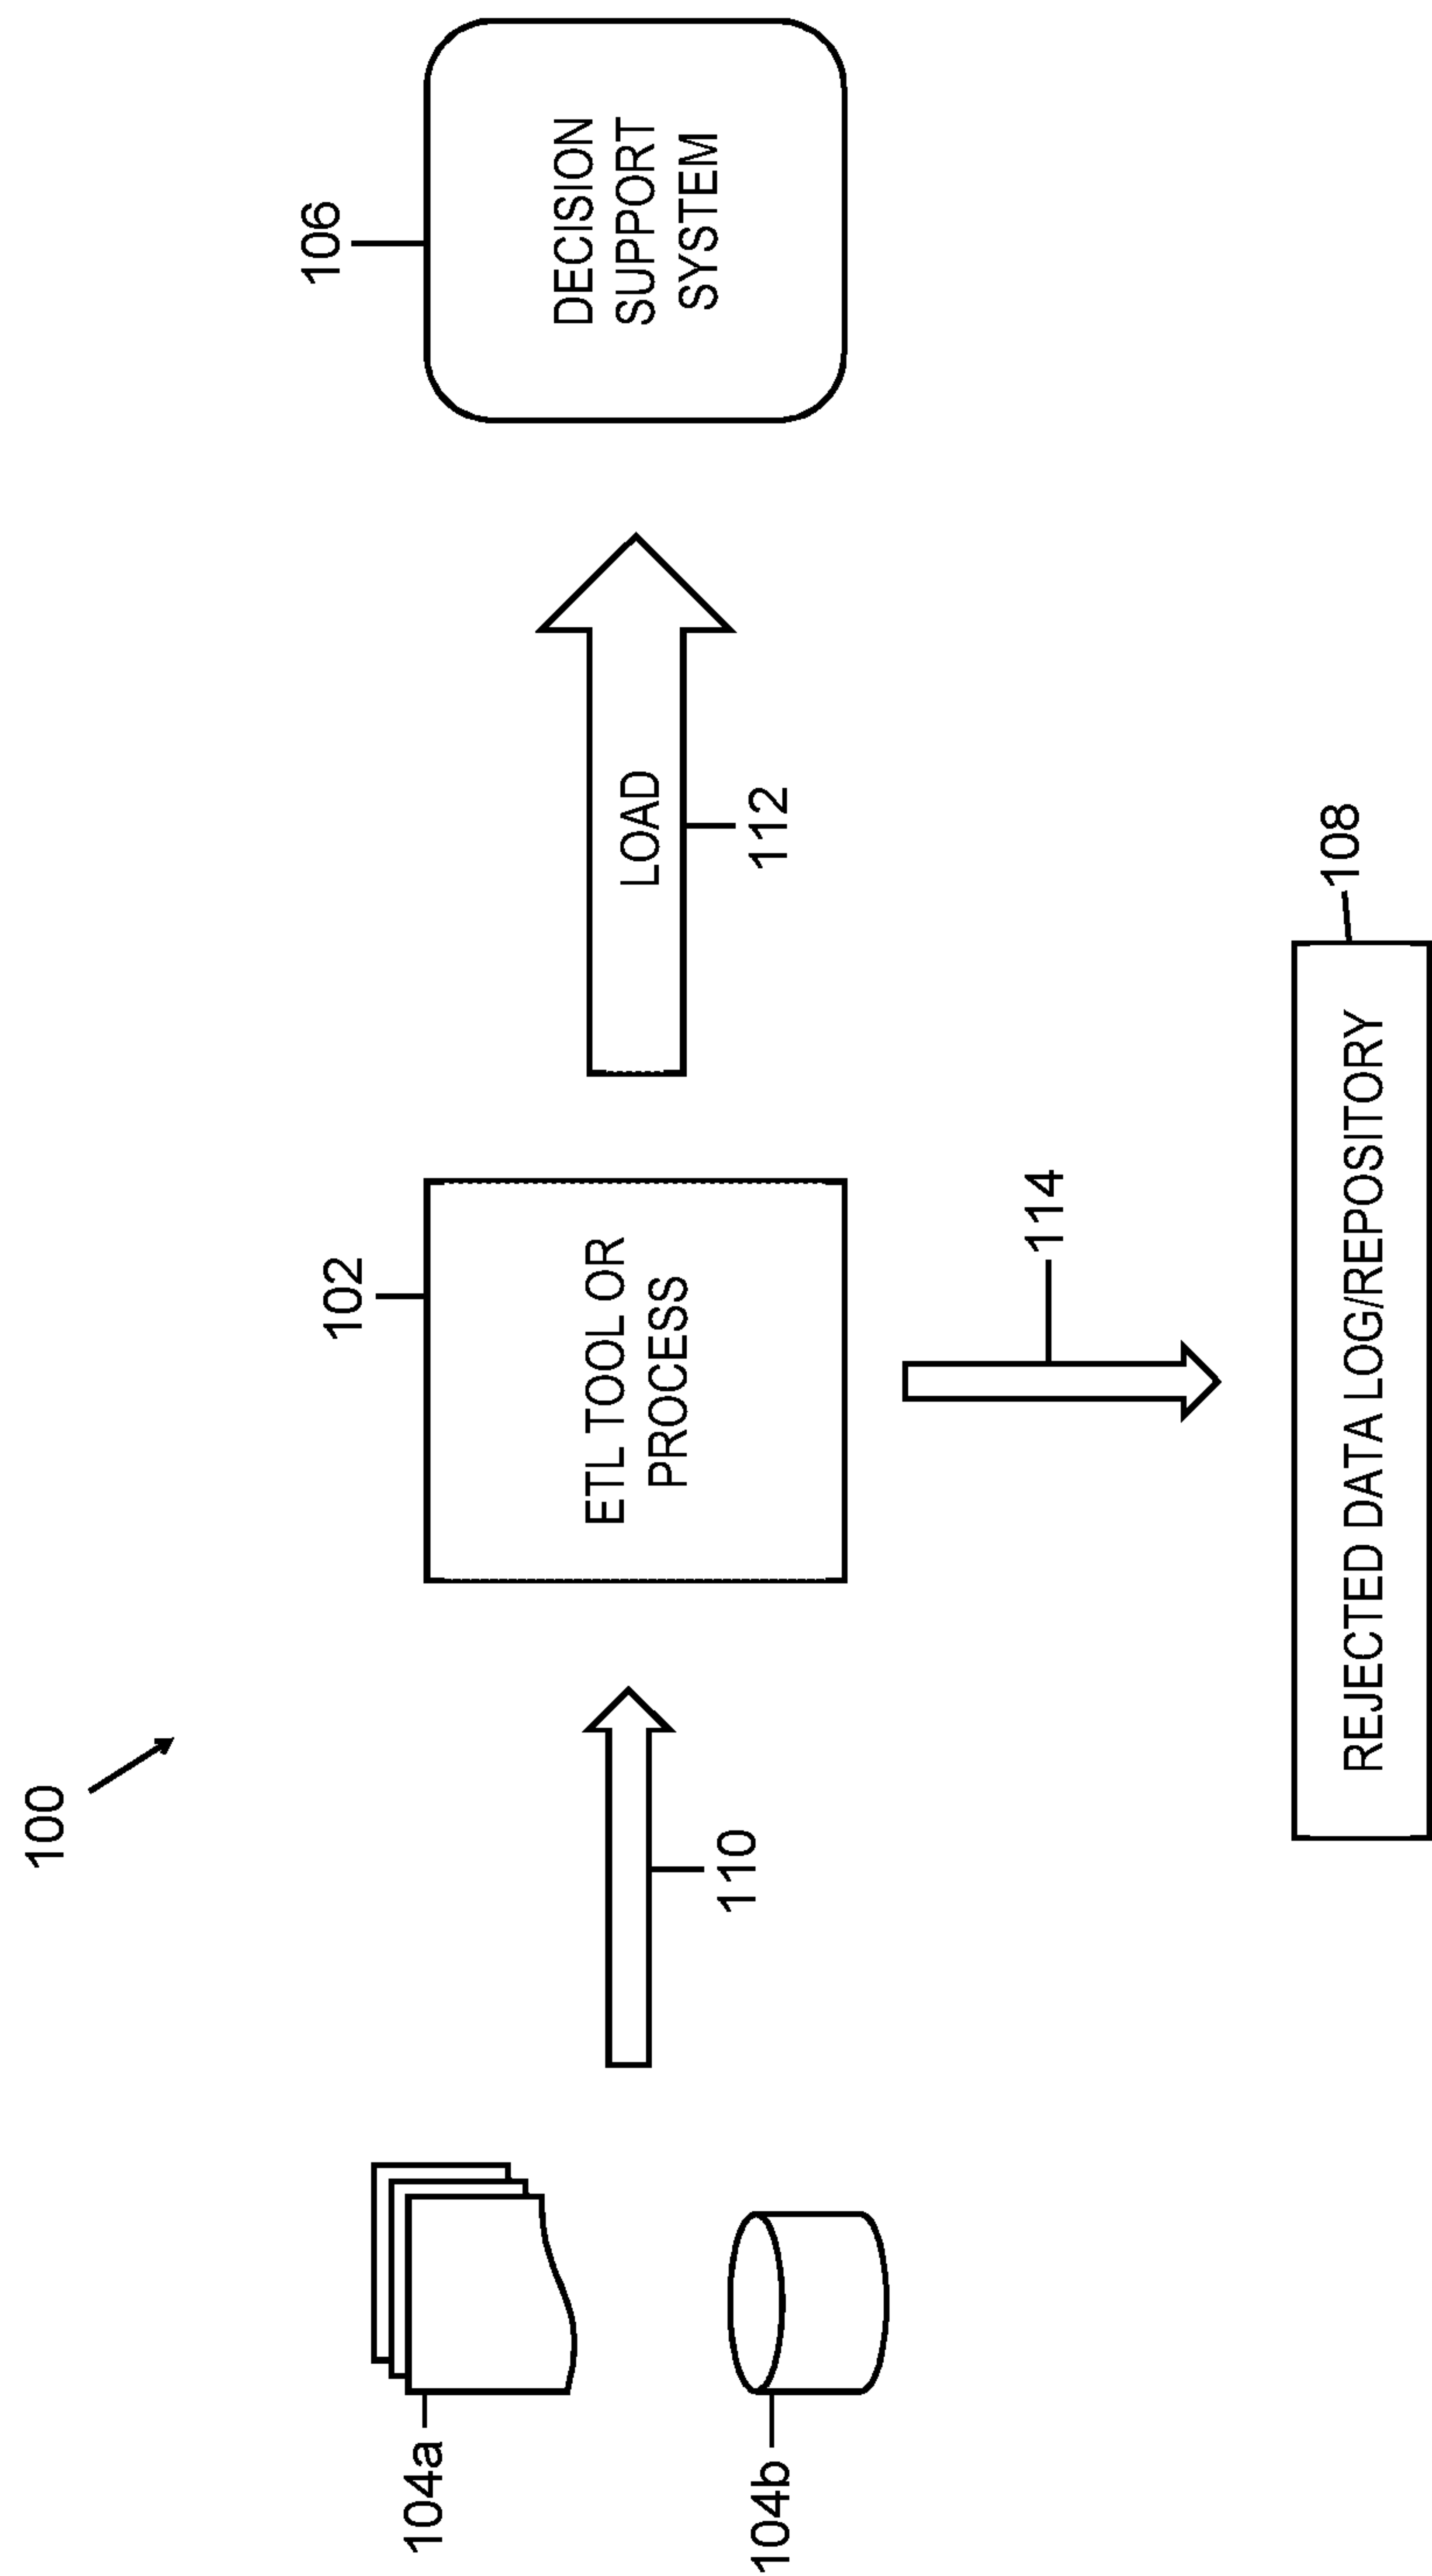 100
106
DECISION
SUPPORT
SYSTEM
102
ETL TOOL OR
PROCESS
LOAD
112
104a
110
104b
114
108
REJECTED DATA LOG/REPOSITORY